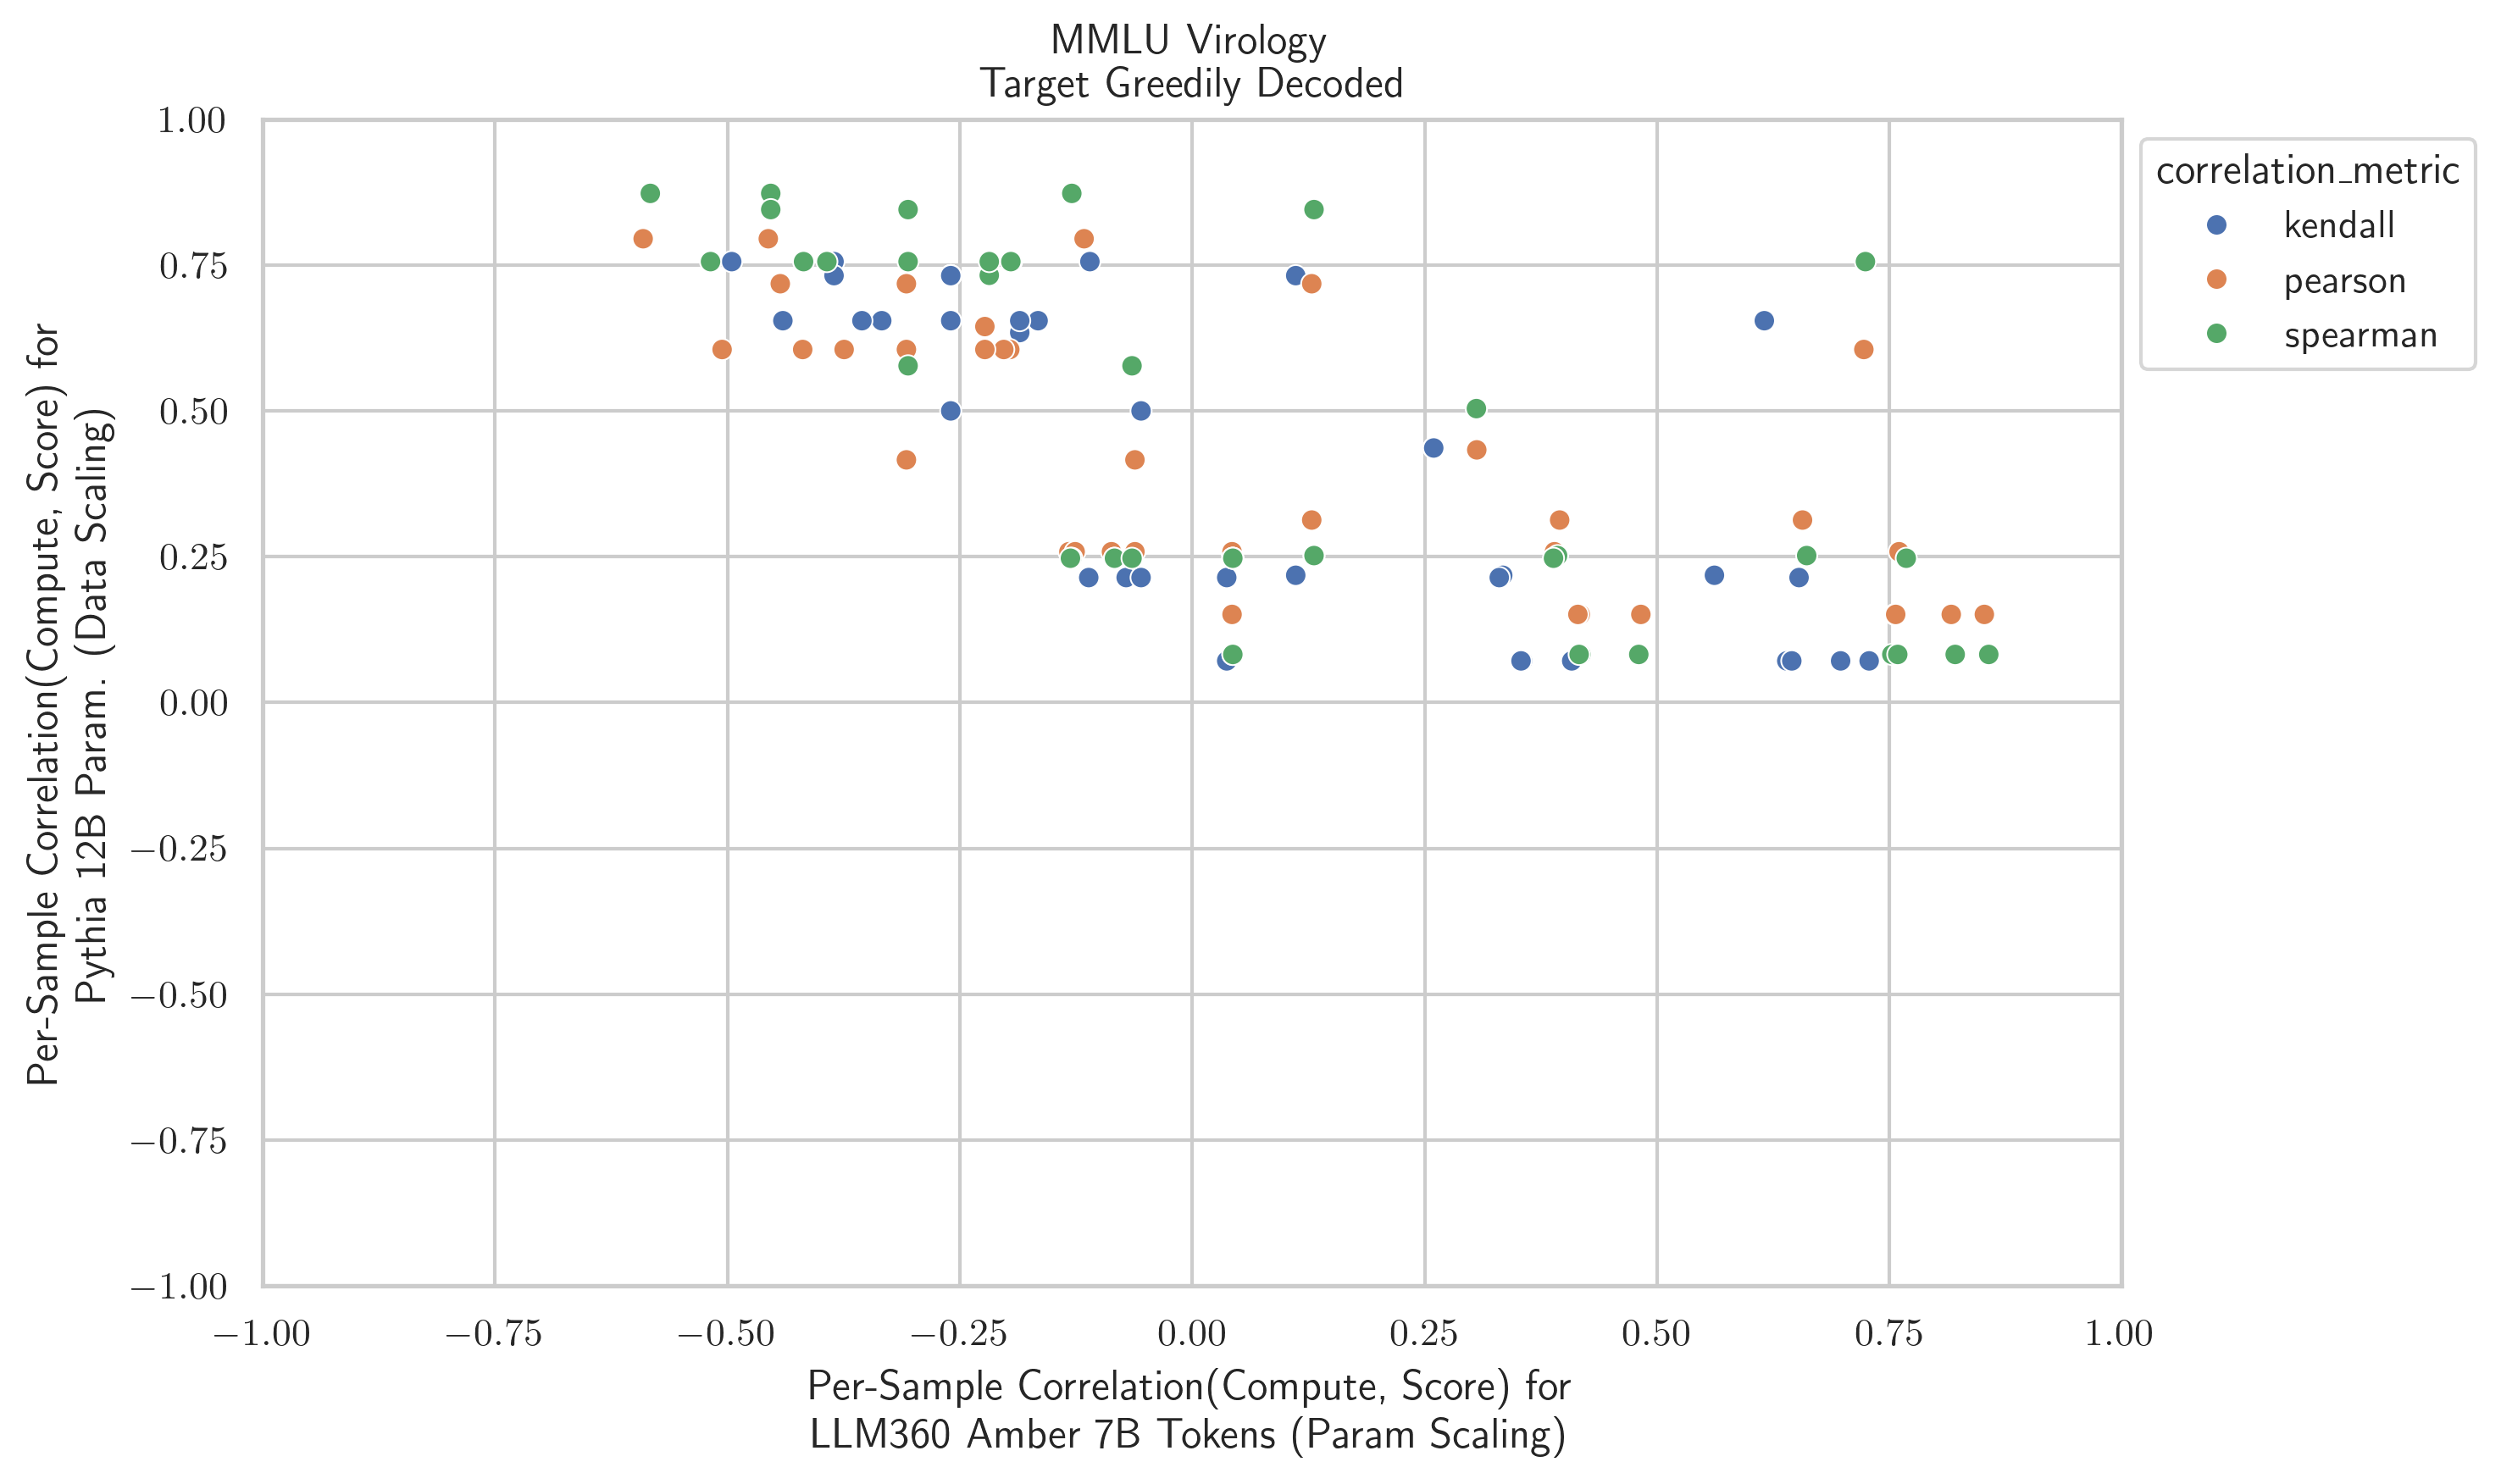 MMLU Virology
Target Greedily Decoded
Per-Sample Correlation(Compute, Score) for
Pythia 12B Param. (Data Scaling)
1.00
0.75
0.50
0.25
0.00
−0.25
−0.50
−0.75
−1.00
−1.00 −0.75 −0.50 −0.25 0.00 0.25 0.50 0.75 1.00
Per-Sample Correlation(Compute, Score) for
LLM360 Amber 7B Tokens (Param Scaling)
correlation_metric
kendall
pearson
spearman